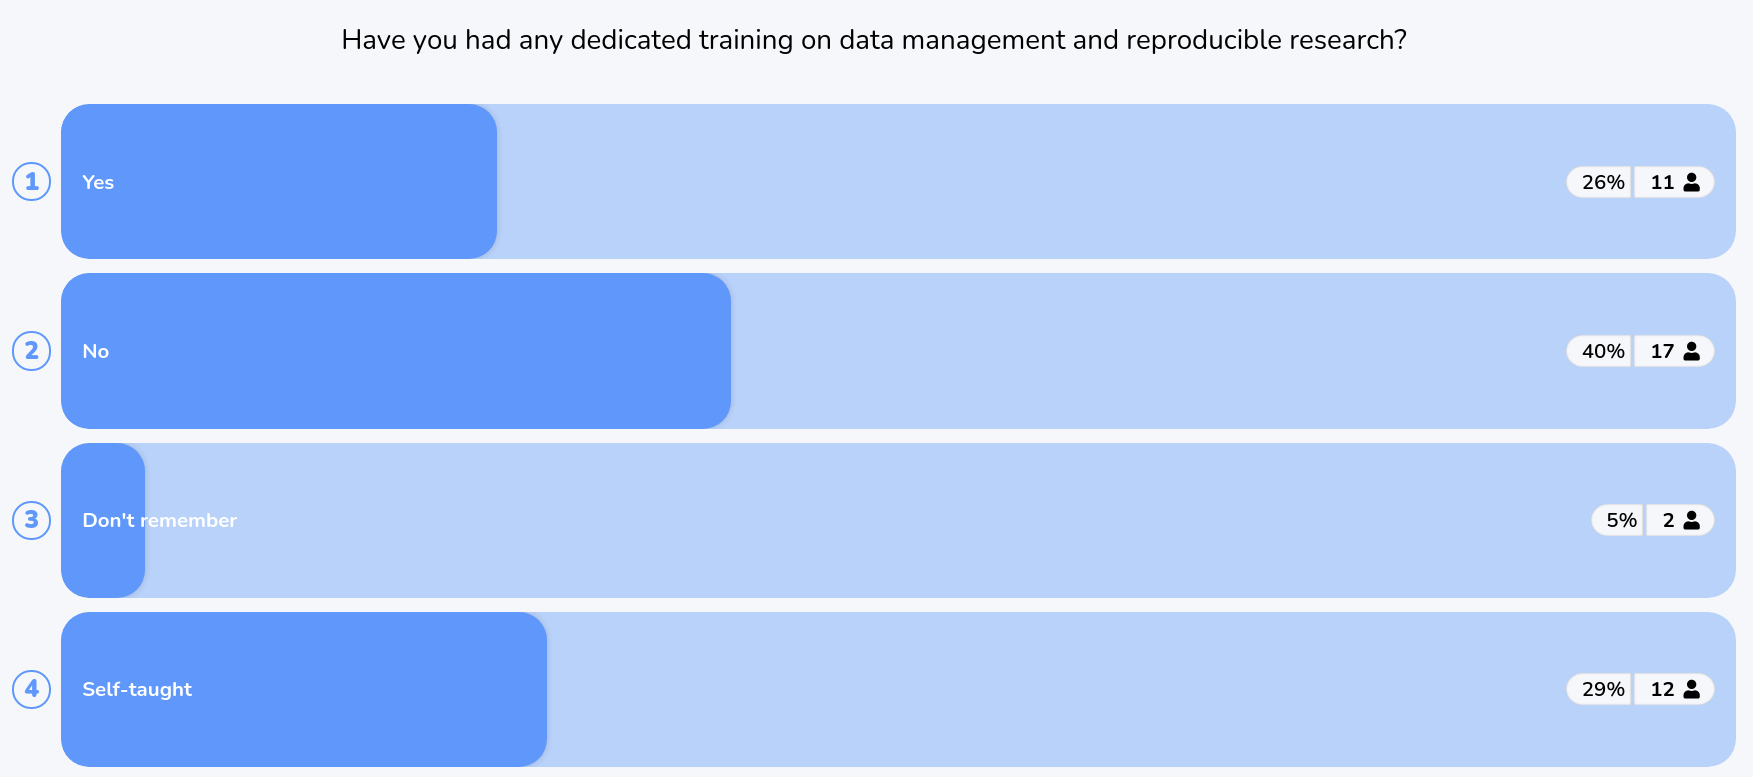 Have you had any dedicated training on data management and reproducible research?
1 Yes 26% 11
2 No 40% 17
3 Don't remember 5% 2
4 Self-taught 29% 12